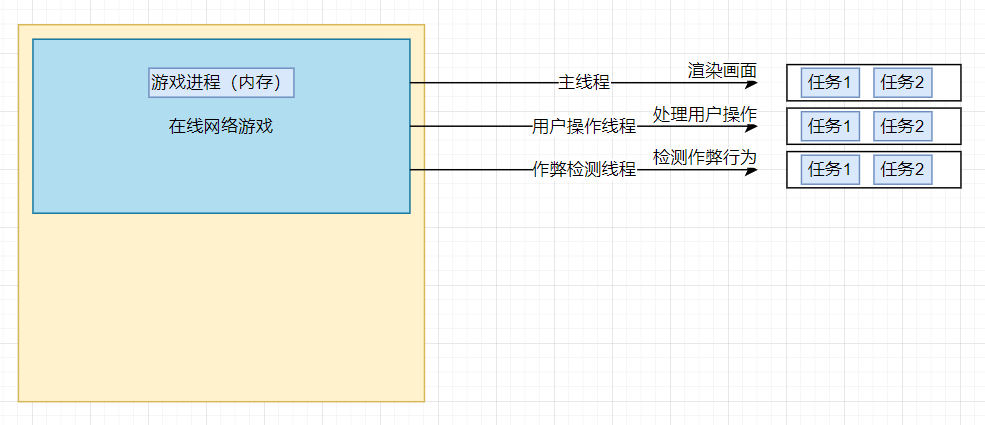 游戏进程（内存）
在线网络游戏
主线程
渲染画面
任务1
任务2
用户操作线程
处理用户操作
任务1
任务2
作弊检测线程
检测作弊行为
任务1
任务2